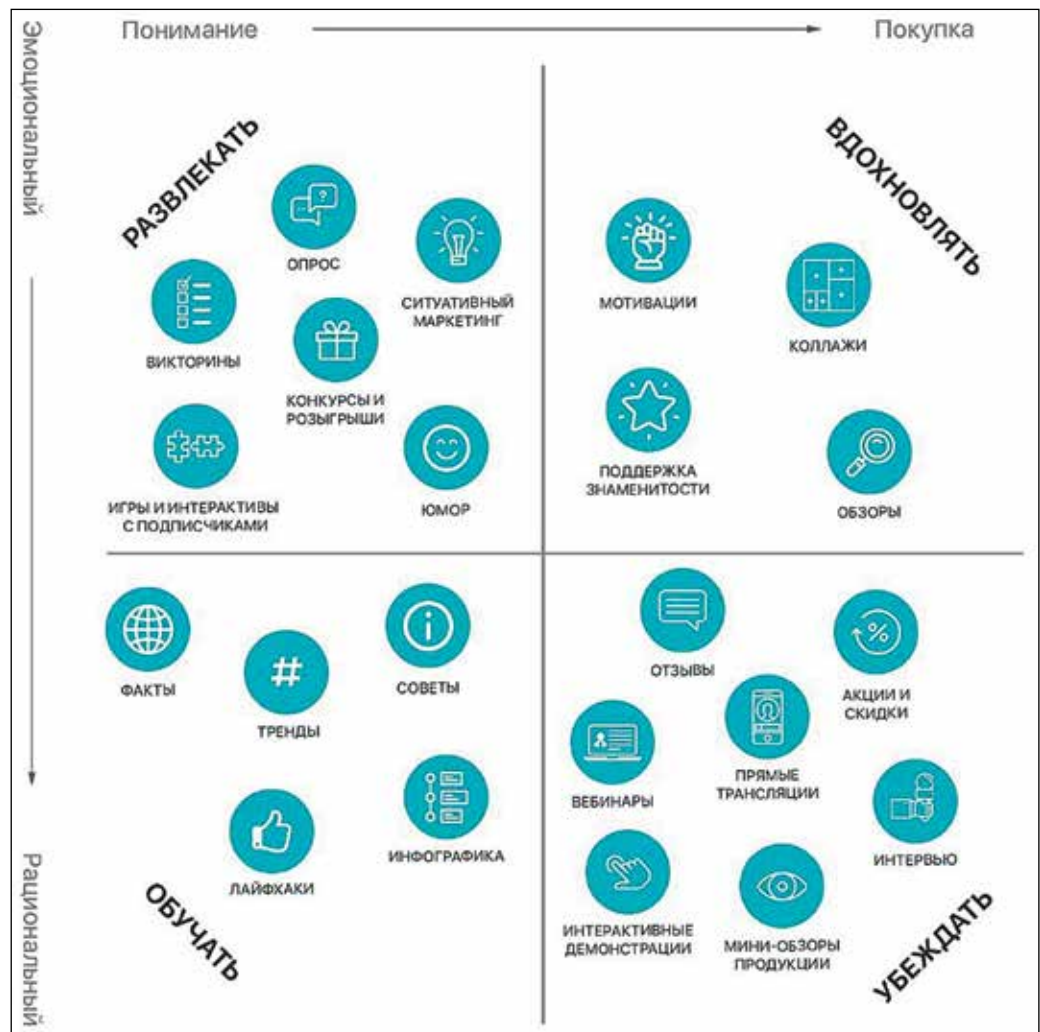 Понимание
Покупка
Эмоциональный
Рациональный
РАЗВЛЕКАТЬ
ОПРОС
СИТУАТИВНЫЙ
МАРКЕТИНГ
ВИКТОРИНЫ
КОНКУРСЫ И
РОЗЫГРЫШИ
ИГРЫ И ИНТЕРАКТИВЫ
С ПОДПИСЧИКАМИ
ЮМОР
ВДОХНОВЛЯТЬ
МОТИВАЦИИ
КОЛЛАЖИ
ПОДДЕРЖКА
ЗНАМЕНИТОСТИ
ОБЗОРЫ
ФАКТЫ
#
ТРЕНДЫ
СОВЕТЫ
ЛАЙФХАКИ
ИНФОГРАФИКА
ОБУЧАТЬ
ОТЗЫВЫ
%
АКЦИИ И
СКИДКИ
ВЕБИНАРЫ
ПРЯМЫЕ
ТРАНСЛЯЦИИ
ИНТЕРВЬЮ
ИНТЕРАКТИВНЫЕ
ДЕМОНСТРАЦИИ
МИНИ-ОБЗОРЫ
ПРОДУКЦИИ
УБЕЖДАТЬ